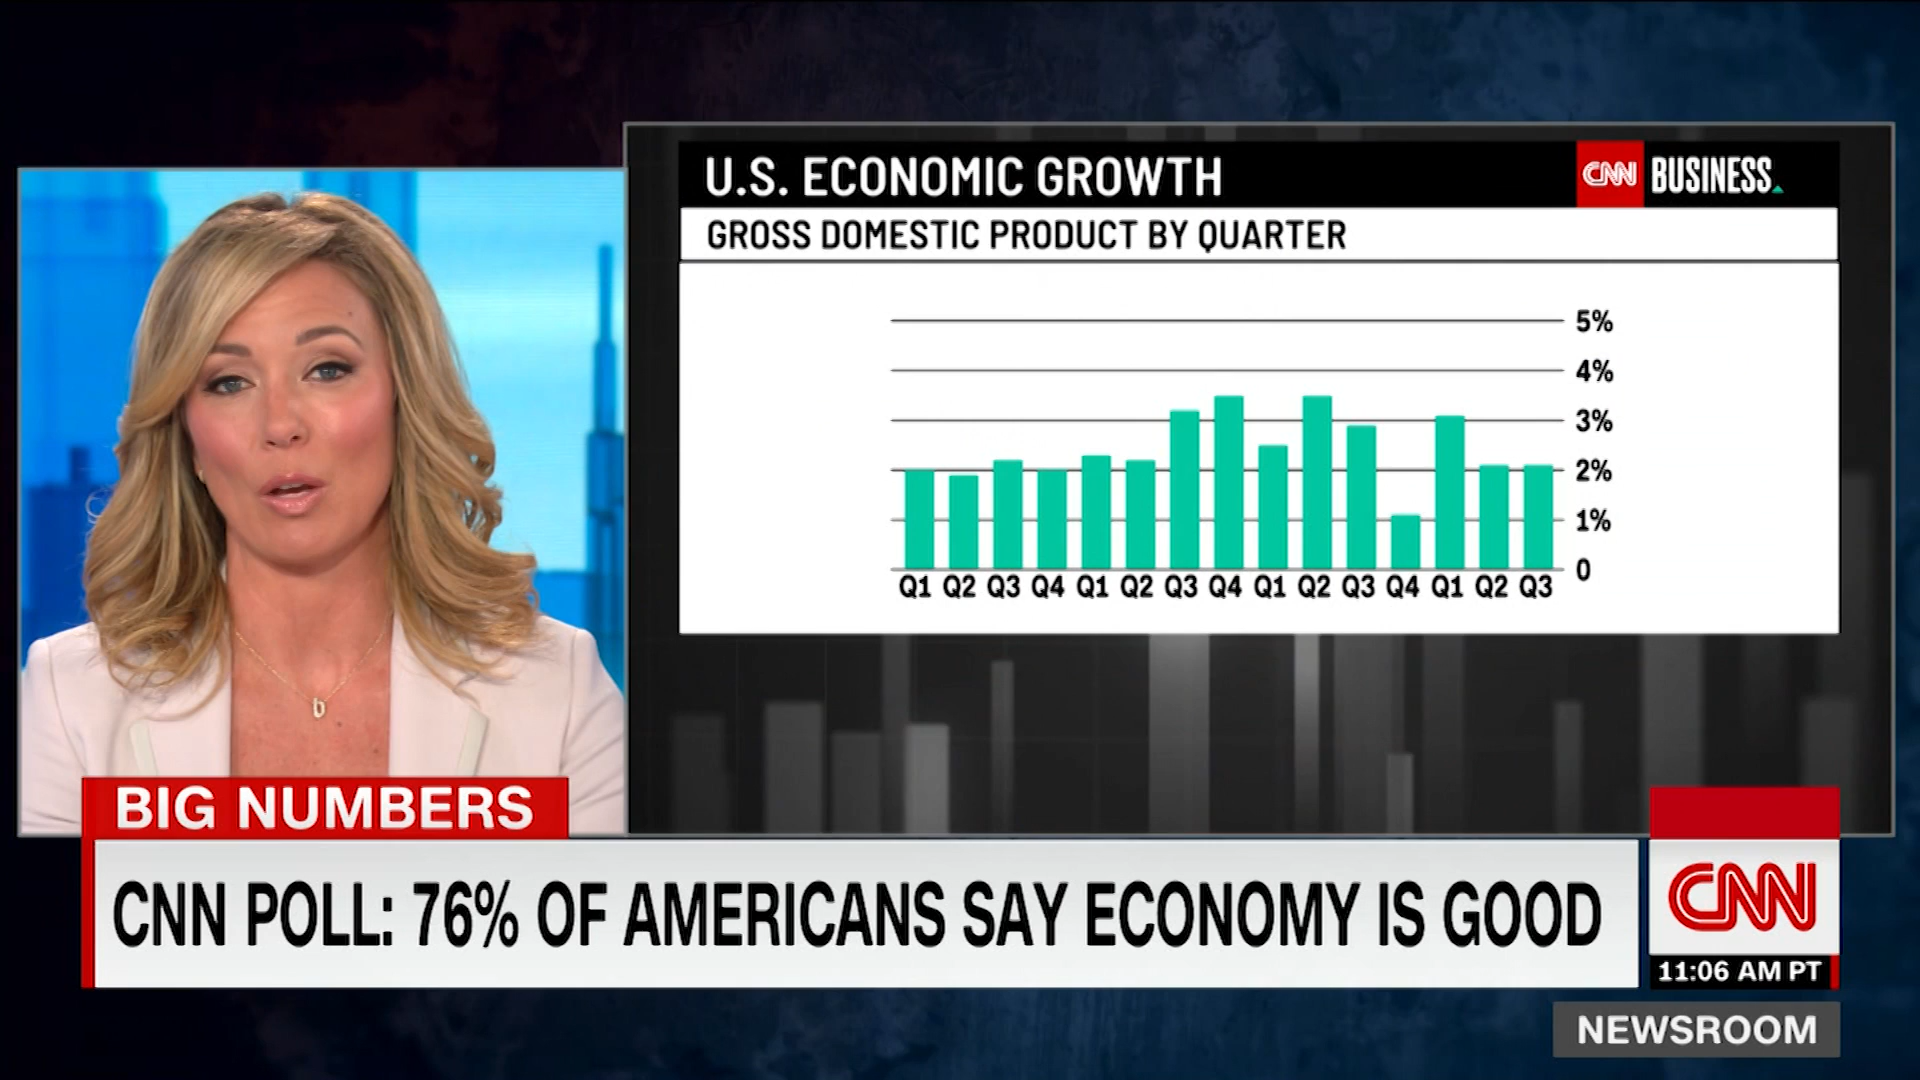 U.S. ECONOMIC GROWTH
CNN BUSINESS
GROSS DOMESTIC PRODUCT BY QUARTER
5%
4%
3%
2%
1%
0
Q1 Q2 Q3 Q4 Q1 Q2 Q3 Q4 Q1 Q2 Q3 Q4 Q1 Q2 Q3
b
BIG NUMBERS
CNN POLL: 76% OF AMERICANS SAY ECONOMY IS GOOD
CNN
11:06 AM PT
NEWSROOM